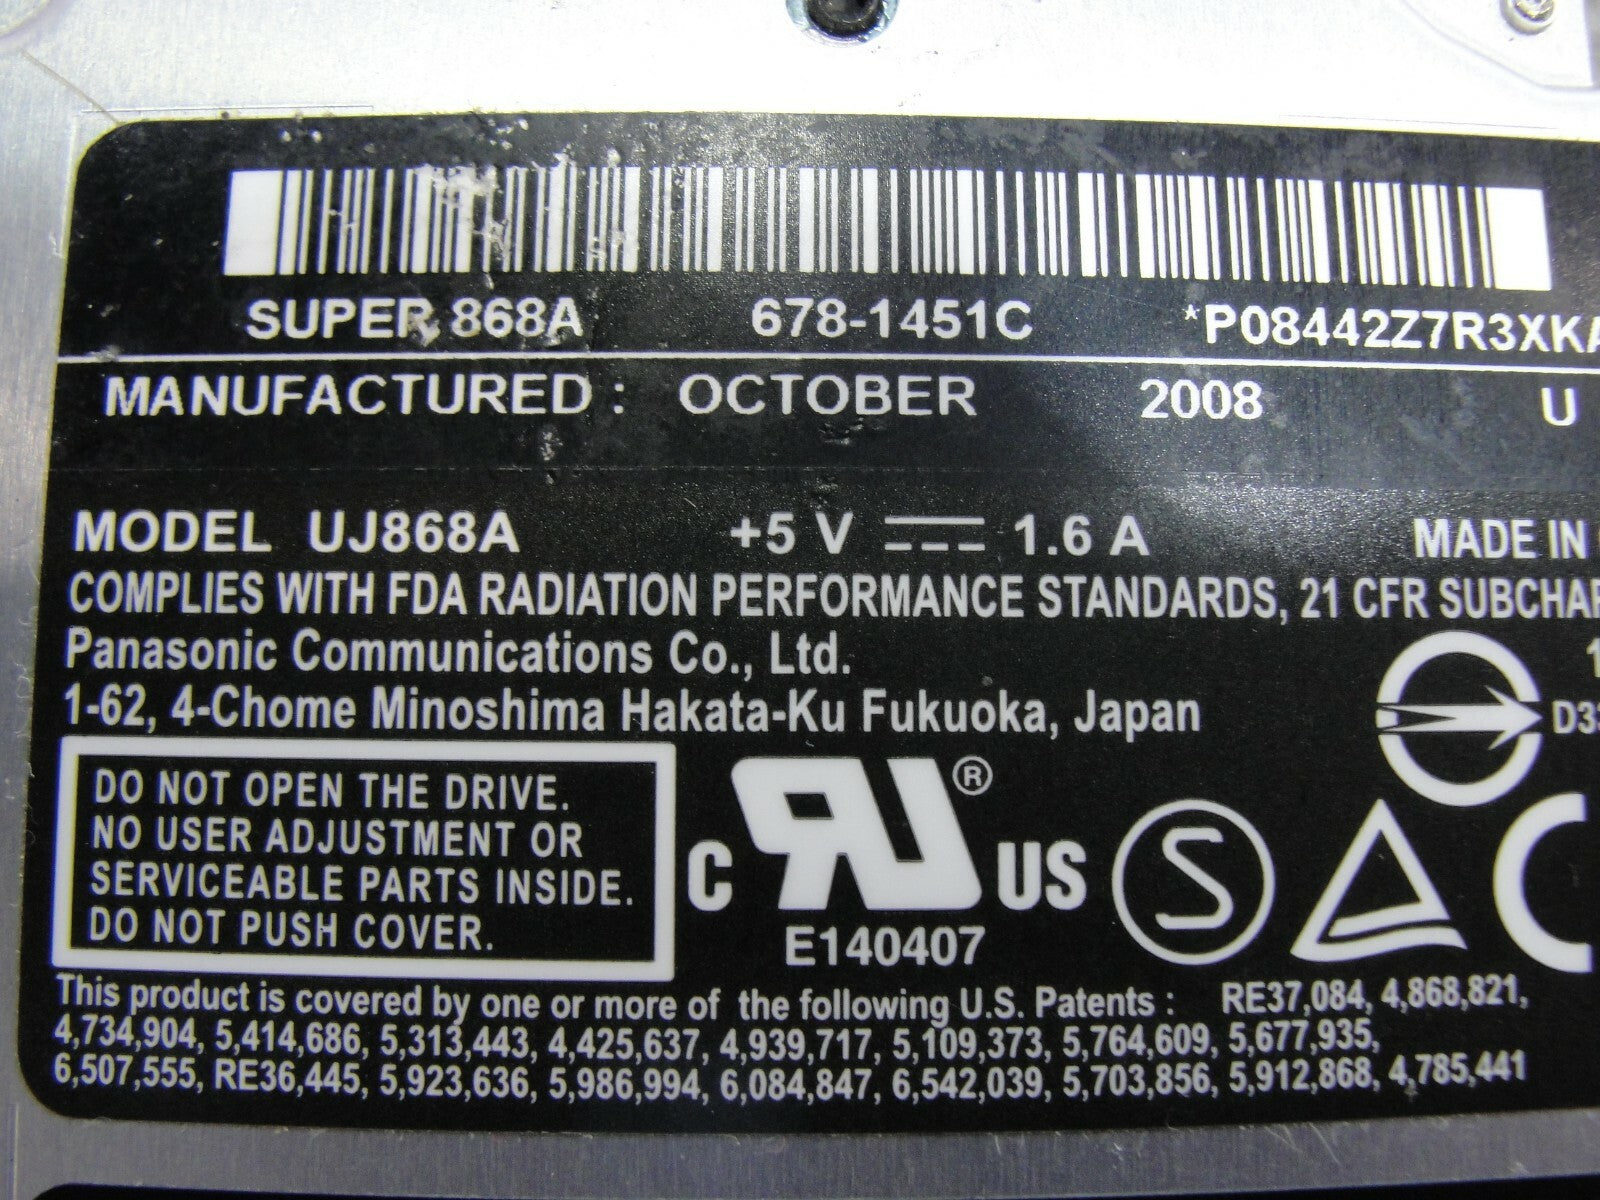 SUPER 868A 678-1451C *P08442Z7R3XKA
MANUFACTURED : OCTOBER 2008 U
MODEL UJ868A +5 V 1.6 A MADE IN
COMPLIES WITH FDA RADIATION PERFORMANCE STANDARDS, 21 CFR
Panasonic Communications Co., Ltd.
1-62, 4-Chome Minoshima Hakata-Ku Fukuoka, Japan
DO NOT OPEN THE DRIVE.
NO USER ADJUSTMENT OR
SERVICEABLE PARTS INSIDE.
DO NOT PUSH COVER.
C RU ® US
E140407
S
This product is covered by one or more of the following U.S. Patents : RE37,084, 4,868,821,
4,734,904, 5,414,686, 5,313,443, 4,425,637, 4,939,717, 5,109,373, 5,764,609, 5,677,935,
6,507,555, RE36,445, 5,923,636, 5,986,994, 6,084,847, 6,542,039, 5,703,856, 5,912,868, 4,785,441